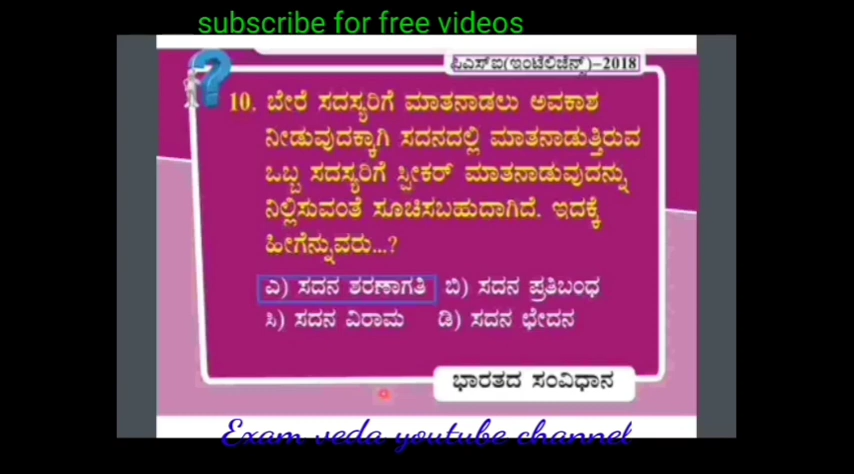 subscribe for free videos
ಪಿಎಸ್ಐ(ಇಂಟೆಲಿಜೆನ್ಸ್)-2018
10. ಬೇರೆ ಸದಸ್ಯರಿಗೆ ಮಾತನಾಡಲು ಅವಕಾಶ
ನೀಡುವುದಕ್ಕಾಗಿ ಸದನದಲ್ಲಿ ಮಾತನಾಡುತ್ತಿರುವ
ಒಬ್ಬ ಸದಸ್ಯರಿಗೆ ಸ್ಪೀಕರ್ ಮಾತನಾಡುವುದನ್ನು
ನಿಲ್ಲಿಸುವಂತೆ ಸೂಚಿಸಬಹುದಾಗಿದೆ. ಇದಕ್ಕೆ
ಹೀಗೆನ್ನುವರು...?
ಎ) ಸದನ ಶರಣಾಗತಿ ಬಿ) ಸದನ ಪ್ರತಿಬಂಧ
ಸಿ) ಸದನ ವಿರಾಮ ಡಿ) ಸದನ ಛೇದನ
ಭಾರತದ ಸಂವಿಧಾನ
Exam veda youtube channel